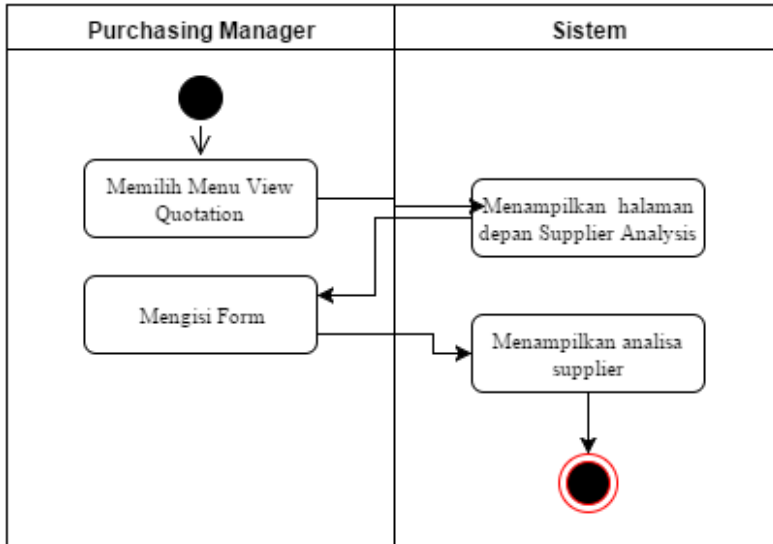 Purchasing Manager
Sistem
Memilih Menu View
Quotation
Menampilkan halaman
depan Supplier Analysis
Mengisi Form
Menampilkan analisa
supplier